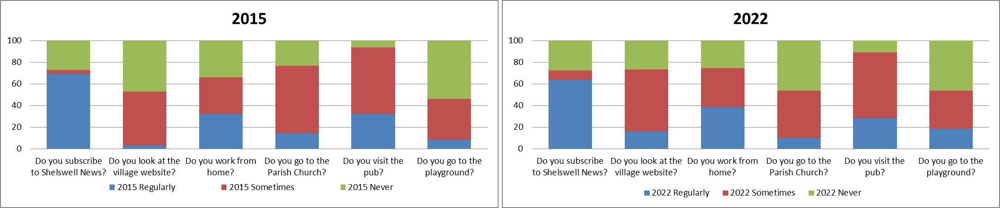 2015
100
80
60
40
20
0
Do you subscribe
to Shelswell News?
Do you look at the
village website?
Do you work from
home?
Do you go to the
Parish Church?
Do you visit the
pub?
Do you go to the
playground?
2015 Regularly
2015 Sometimes
2015 Never
2022
100
80
60
40
20
0
Do you subscribe
to Shelswell News?
Do you look at the
village website?
Do you work from
home?
Do you go to the
Parish Church?
Do you visit the
pub?
Do you go to the
playground?
2022 Regularly
2022 Sometimes
2022 Never